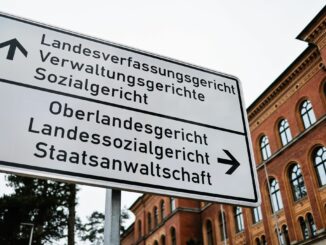 Landesverfassungsgericht
Verwaltungsgerichte
Sozialgericht
Oberlandesgericht
Landessozialgericht
Staatsanwaltschaft